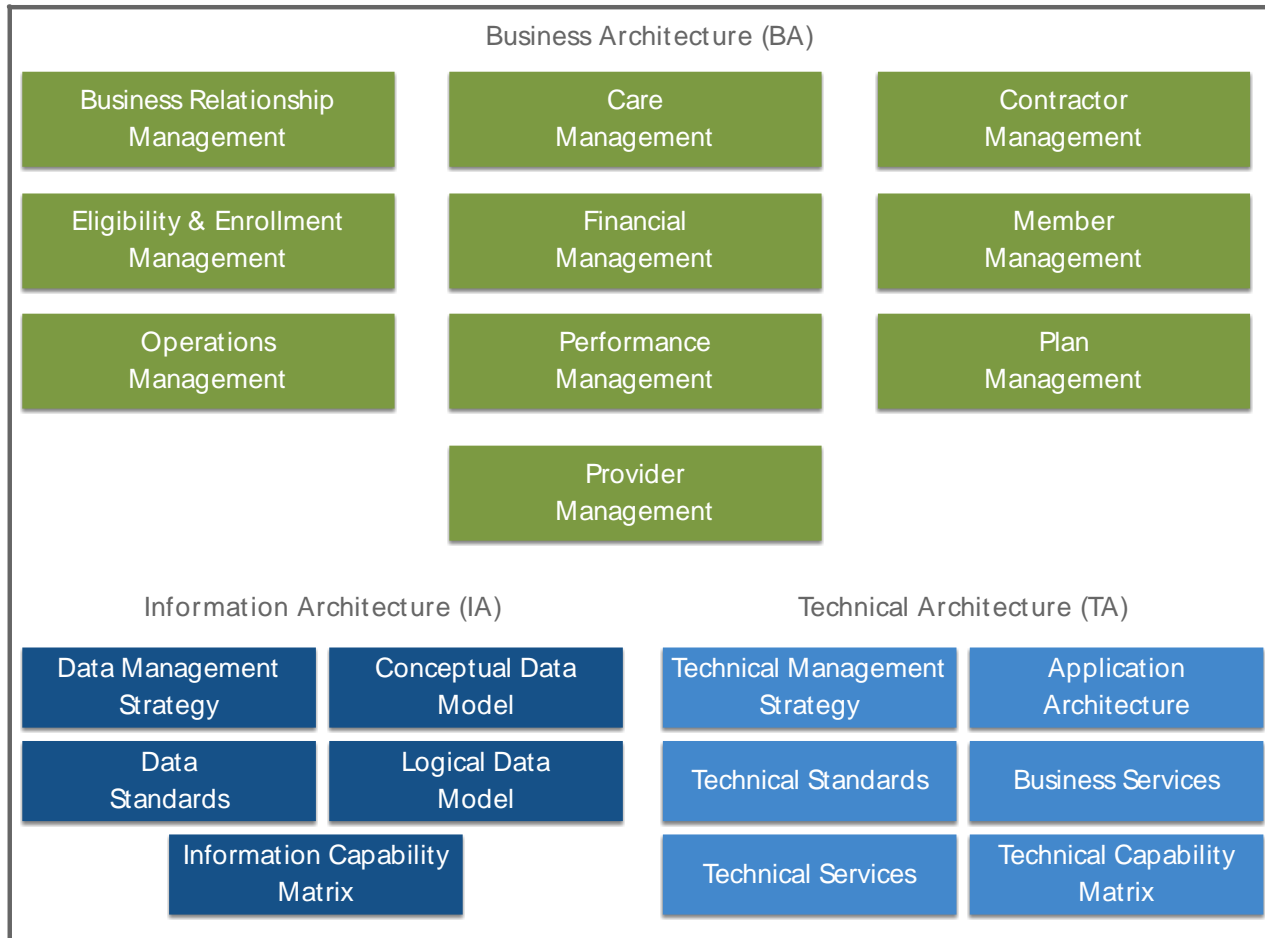 Business Architecture (BA)
Business Relationship
Management
Care
Management
Contractor
Management
Eligibility & Enrollment
Management
Financial
Management
Member
Management
Operations
Management
Performance
Management
Plan
Management
Provider
Management
Information Architecture (IA)
Data Management
Strategy
Conceptual Data
Model
Data
Standards
Logical Data
Model
Information Capability
Matrix
Technical Architecture (TA)
Technical Management
Strategy
Application
Architecture
Technical Standards
Business Services
Technical Services
Technical Capability
Matrix